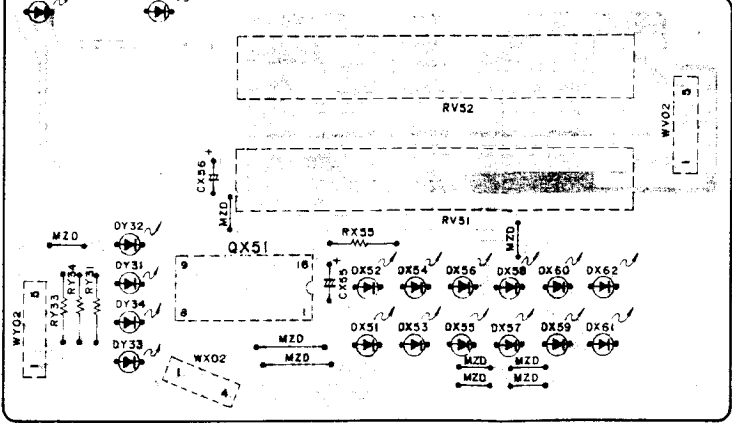 RV52
WV02
5
1
CX56
+
MZD
RV51
MZD
DY32
MZD
QX51
RX55
DY31
9
16
8
1
CX55
+
DX52 DX54 DX56 DX58 DX60 DX62
RY33
RY34
RY31
WY02
5
1
DY34
DX51 DX53 DX55 DX57 DX59 DX61
DY33
WX02
1
4
MZD
MZD
MZD MZD
MZD MZD